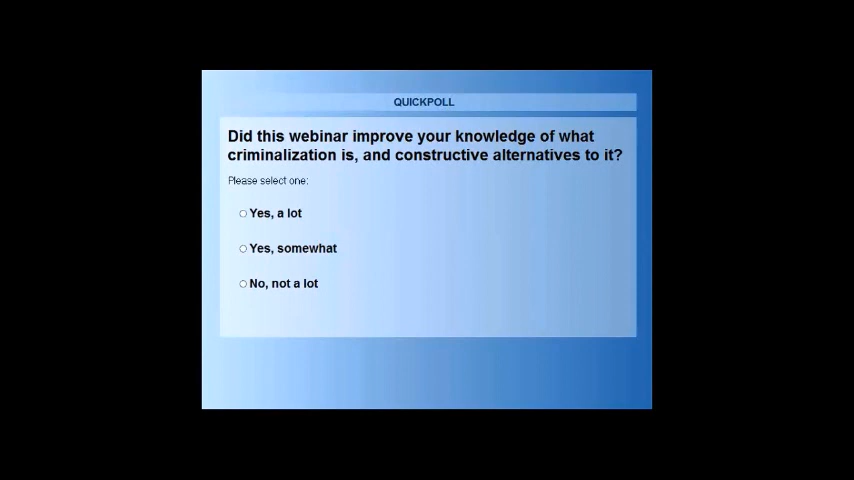 QUICKPOLL
Did this webinar improve your knowledge of what
criminalization is, and constructive alternatives to it?
Please select one:
Yes, a lot
Yes, somewhat
No, not a lot